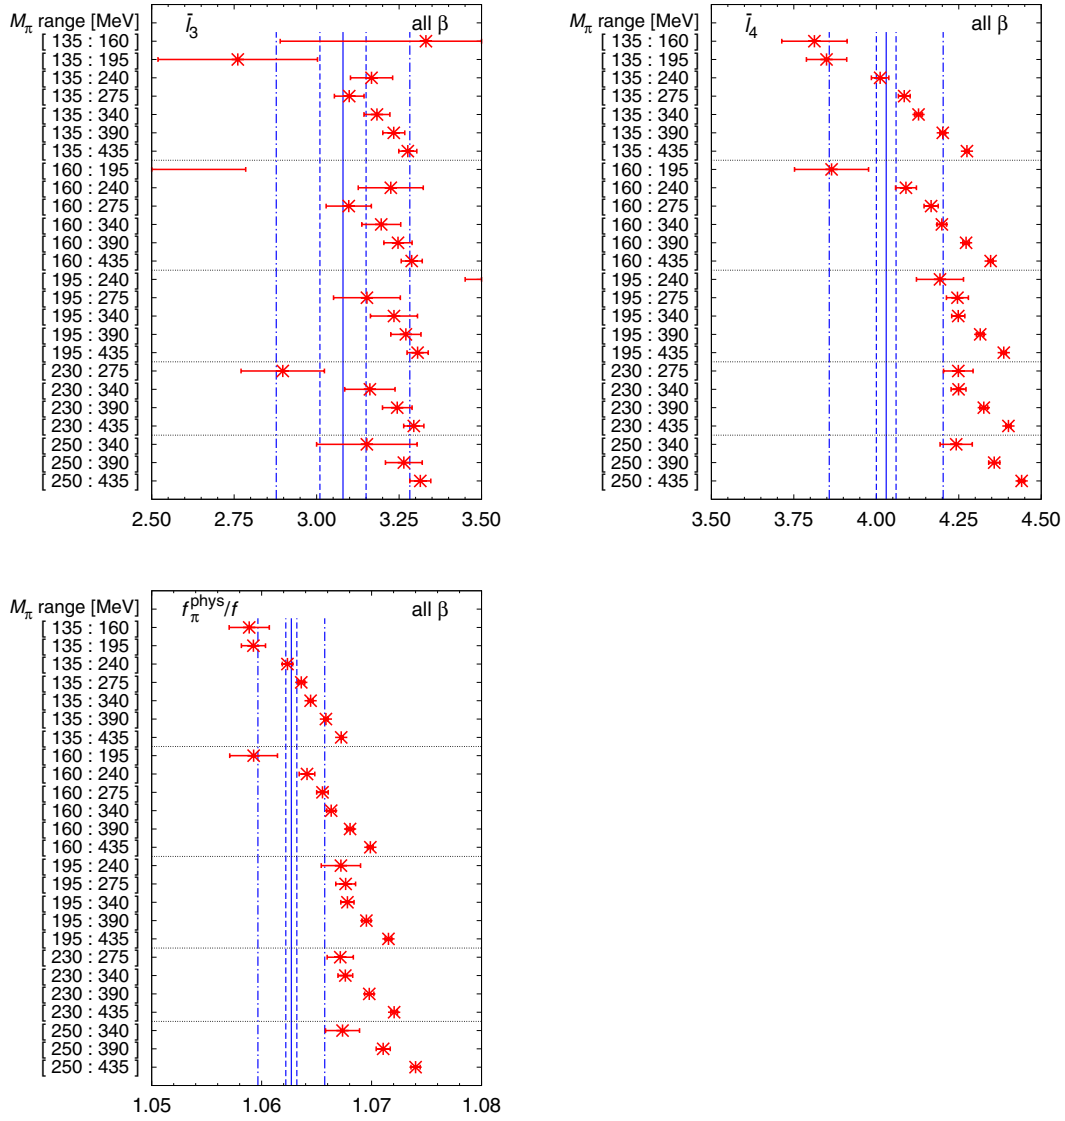 Mπ range [MeV] l̄3 all β
[ 135 : 160]
[ 135 : 195]
[ 135 : 240]
[ 135 : 275]
[ 135 : 340]
[ 135 : 390]
[ 135 : 435]
[ 160 : 195]
[ 160 : 240]
[ 160 : 275]
[ 160 : 340]
[ 160 : 390]
[ 160 : 435]
[ 195 : 240]
[ 195 : 275]
[ 195 : 340]
[ 195 : 390]
[ 195 : 435]
[ 230 : 275]
[ 230 : 340]
[ 230 : 390]
[ 230 : 435]
[ 250 : 340]
[ 250 : 390]
[ 250 : 435]
2.50 2.75 3.00 3.25 3.50
Mπ range [MeV] l̄4 all β
[ 135 : 160]
[ 135 : 195]
[ 135 : 240]
[ 135 : 275]
[ 135 : 340]
[ 135 : 390]
[ 135 : 435]
[ 160 : 195]
[ 160 : 240]
[ 160 : 275]
[ 160 : 340]
[ 160 : 390]
[ 160 : 435]
[ 195 : 240]
[ 195 : 275]
[ 195 : 340]
[ 195 : 390]
[ 195 : 435]
[ 230 : 275]
[ 230 : 340]
[ 230 : 390]
[ 230 : 435]
[ 250 : 340]
[ 250 : 390]
[ 250 : 435]
3.50 3.75 4.00 4.25 4.50
Mπ range [MeV] fπ^phys/f all β
[ 135 : 160]
[ 135 : 195]
[ 135 : 240]
[ 135 : 275]
[ 135 : 340]
[ 135 : 390]
[ 135 : 435]
[ 160 : 195]
[ 160 : 240]
[ 160 : 275]
[ 160 : 340]
[ 160 : 390]
[ 160 : 435]
[ 195 : 240]
[ 195 : 275]
[ 195 : 340]
[ 195 : 390]
[ 195 : 435]
[ 230 : 275]
[ 230 : 340]
[ 230 : 390]
[ 230 : 435]
[ 250 : 340]
[ 250 : 390]
[ 250 : 435]
1.05 1.06 1.07 1.08